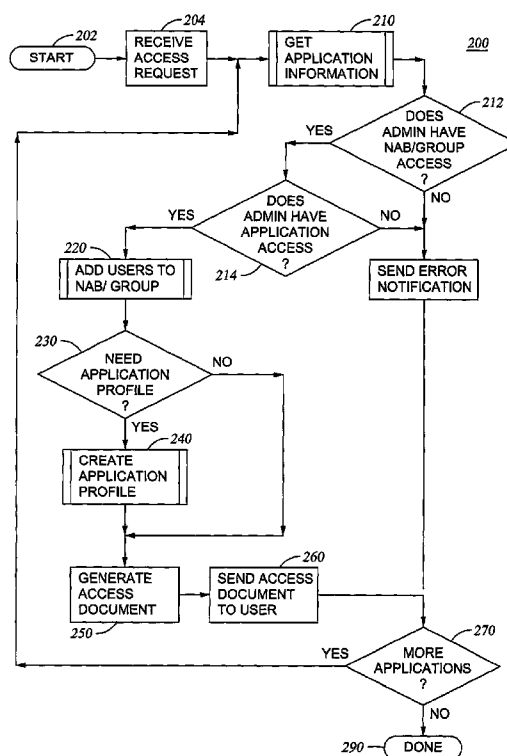 202
START
204
RECEIVE
ACCESS
REQUEST
210
GET
APPLICATION
INFORMATION
200
212
DOES
ADMIN HAVE
NAB/GROUP
ACCESS
?
YES
NO
DOES
ADMIN HAVE
APPLICATION
ACCESS
?
214
YES
NO
220
ADD USERS TO
NAB/ GROUP
SEND ERROR
NOTIFICATION
230
NEED
APPLICATION
PROFILE
?
NO
YES
240
CREATE
APPLICATION
PROFILE
GENERATE
ACCESS
DOCUMENT
250
260
SEND ACCESS
DOCUMENT
TO USER
270
MORE
APPLICATIONS
?
YES
NO
290
DONE